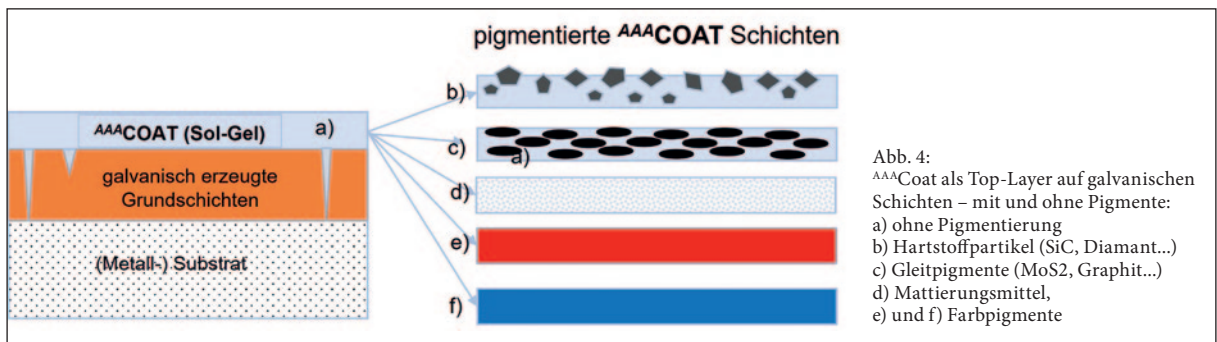 pigmentierte AAACOAT Schichten
AAACOAT (Sol-Gel) a)
galvanisch erzeugte
Grundschichten
(Metall-) Substrat
b)
c)
a)
d)
e)
f)
Abb. 4:
AAACoat als Top-Layer auf galvanischen
Schichten – mit und ohne Pigmente:
a) ohne Pigmentierung
b) Hartstoffpartikel (SiC, Diamant...)
c) Gleitpigmente (MoS2, Graphit...)
d) Mattierungsmittel,
e) und f) Farbpigmente